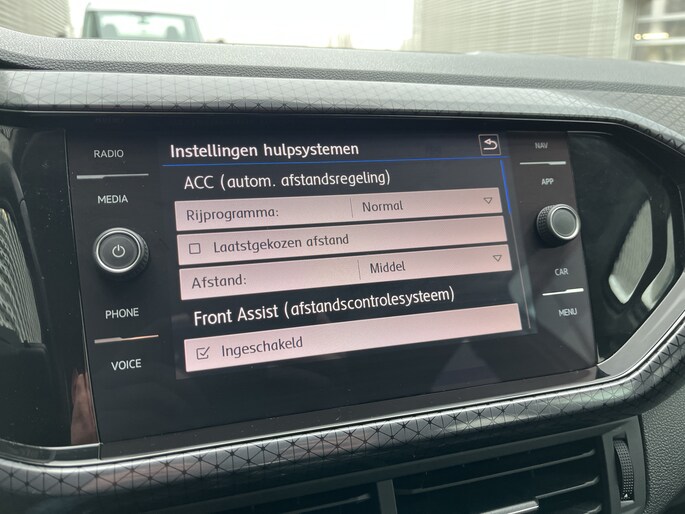 RADIO
MEDIA
PHONE
VOICE
Instellingen hulpsystemen
ACC (autom. afstandsregeling)
Rijprogramma: Normal
Laatstgekozen afstand
Afstand: Middel
Front Assist (afstandscontrolesysteem)
Ingeschakeld
NAV
APP
CAR
MENU